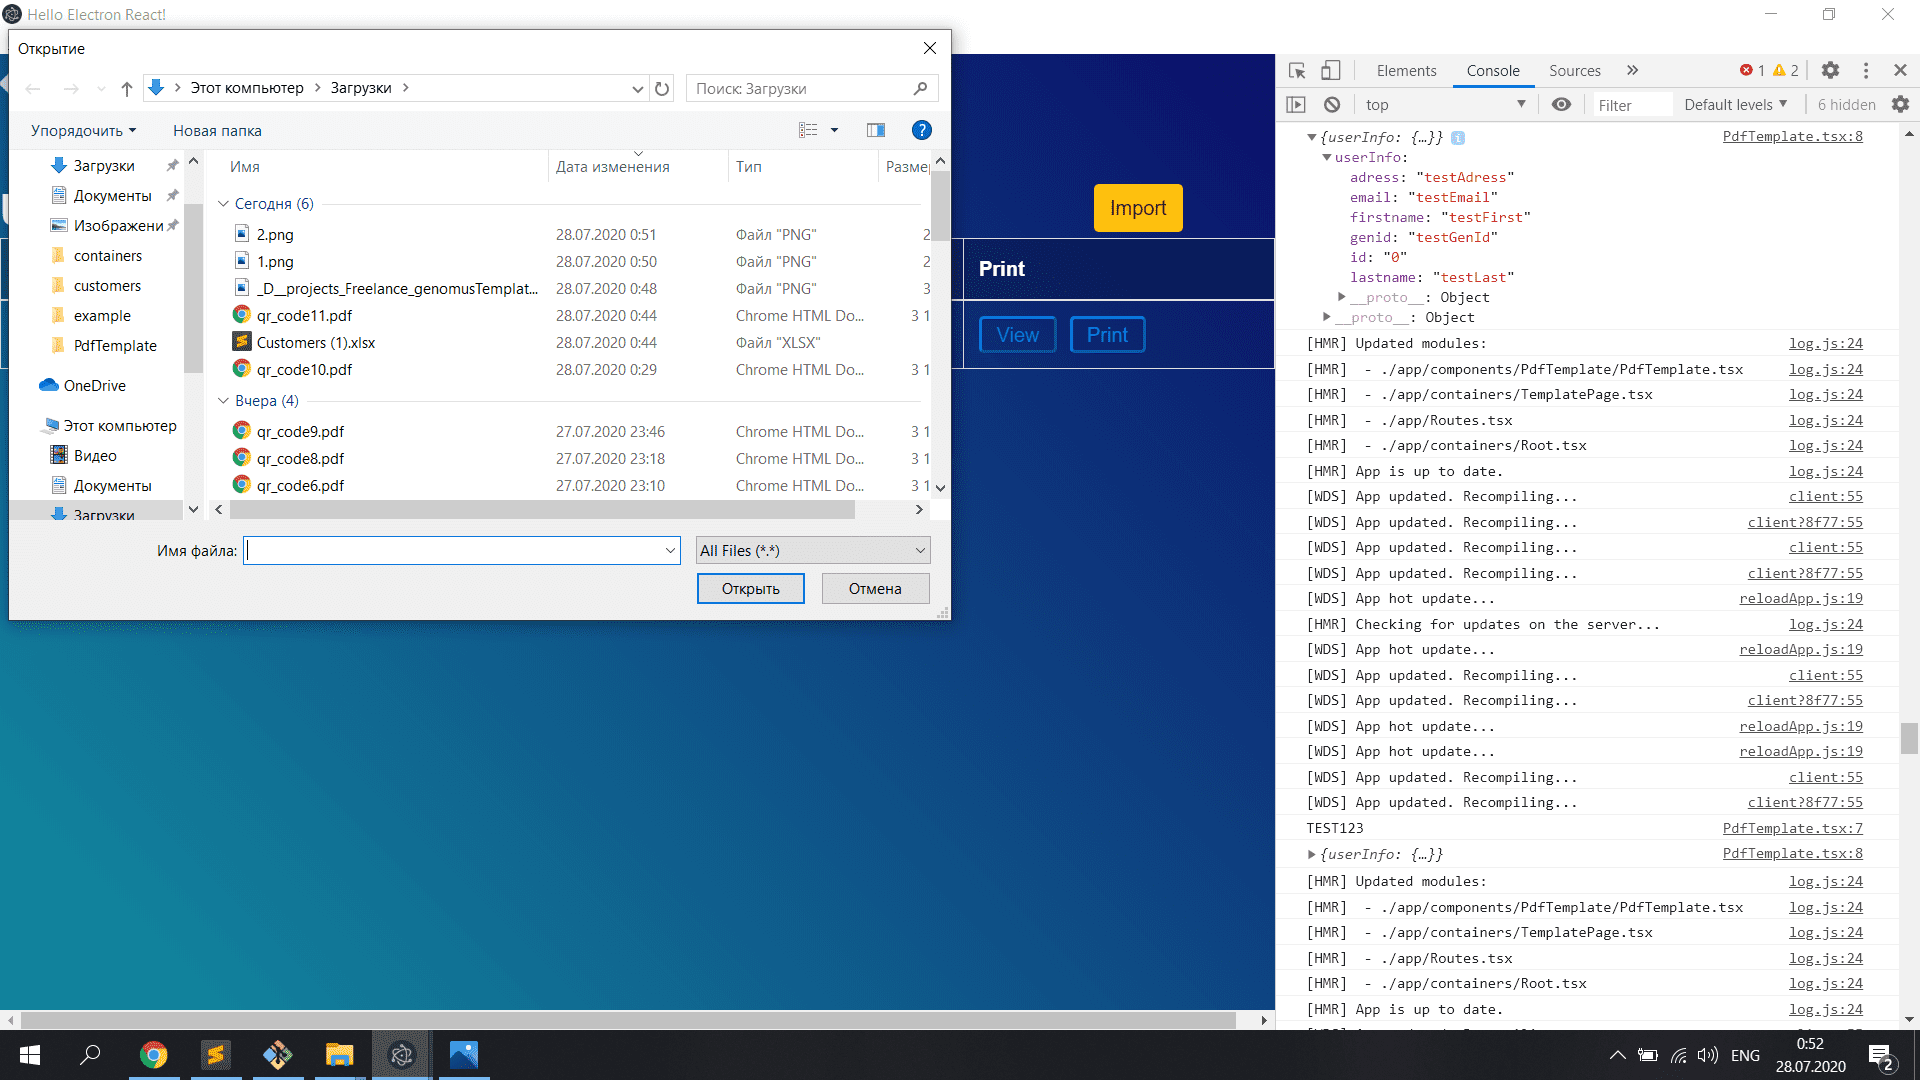 Hello Electron React!
Открытие
Этот компьютер
Загрузки
Поиск: Загрузки
Упорядочить
Новая папка
Загрузки
Документы
Изображени
containers
customers
example
PdfTemplate
OneDrive
Этот компьютер
Видео
Документы
Загрузки
Имя Дата изменения Тип Размер
Сегодня (6)
2.png 28.07.2020 0:51 Файл "PNG" 2
1.png 28.07.2020 0:50 Файл "PNG" 2
_D__projects_Freelance_genomusTemplat... 28.07.2020 0:48 Файл "PNG" 3
qr_code11.pdf 28.07.2020 0:44 Chrome HTML Do... 3 1
Customers (1).xlsx 28.07.2020 0:44 Файл "XLSX"
qr_code10.pdf 28.07.2020 0:29 Chrome HTML Do... 3 1
Вчера (4)
qr_code9.pdf 27.07.2020 23:46 Chrome HTML Do... 3 1
qr_code8.pdf 27.07.2020 23:18 Chrome HTML Do... 3 1
qr_code6.pdf 27.07.2020 23:10 Chrome HTML Do... 3 1
Имя файла:
All Files (*.*)
Открыть
Отмена
Import
Print
View
Print
Elements Console Sources 1 2
top Filter Default levels 6 hidden
{userInfo: {…}} i PdfTemplate.tsx:8
userInfo:
adress: "testAdress"
email: "testEmail"
firstname: "testFirst"
genid: "testGenId"
id: "0"
lastname: "testLast"
__proto__: Object
__proto__: Object
[HMR] Updated modules: log.js:24
[HMR]  - ./app/components/PdfTemplate/PdfTemplate.tsx log.js:24
[HMR]  - ./app/containers/TemplatePage.tsx log.js:24
[HMR]  - ./app/Routes.tsx log.js:24
[HMR]  - ./app/containers/Root.tsx log.js:24
[HMR] App is up to date. log.js:24
[WDS] App updated. Recompiling... client:55
[WDS] App updated. Recompiling... client?8f77:55
[WDS] App updated. Recompiling... client:55
[WDS] App updated. Recompiling... client?8f77:55
[WDS] App hot update... reloadApp.js:19
[HMR] Checking for updates on the server... log.js:24
[WDS] App hot update... reloadApp.js:19
[WDS] App updated. Recompiling... client:55
[WDS] App updated. Recompiling... client?8f77:55
[WDS] App hot update... reloadApp.js:19
[WDS] App hot update... reloadApp.js:19
[WDS] App updated. Recompiling... client:55
[WDS] App updated. Recompiling... client?8f77:55
TEST123 PdfTemplate.tsx:7
{userInfo: {…}} PdfTemplate.tsx:8
[HMR] Updated modules: log.js:24
[HMR]  - ./app/components/PdfTemplate/PdfTemplate.tsx log.js:24
[HMR]  - ./app/containers/TemplatePage.tsx log.js:24
[HMR]  - ./app/Routes.tsx log.js:24
[HMR]  - ./app/containers/Root.tsx log.js:24
[HMR] App is up to date. log.js:24
ENG
0:52
28.07.2020
2